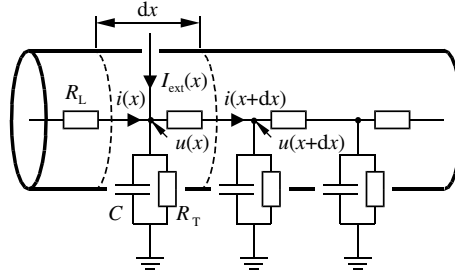 dx
R_L
i(x)
I_ext(x)
i(x+dx)
u(x)
u(x+dx)
C
R_T